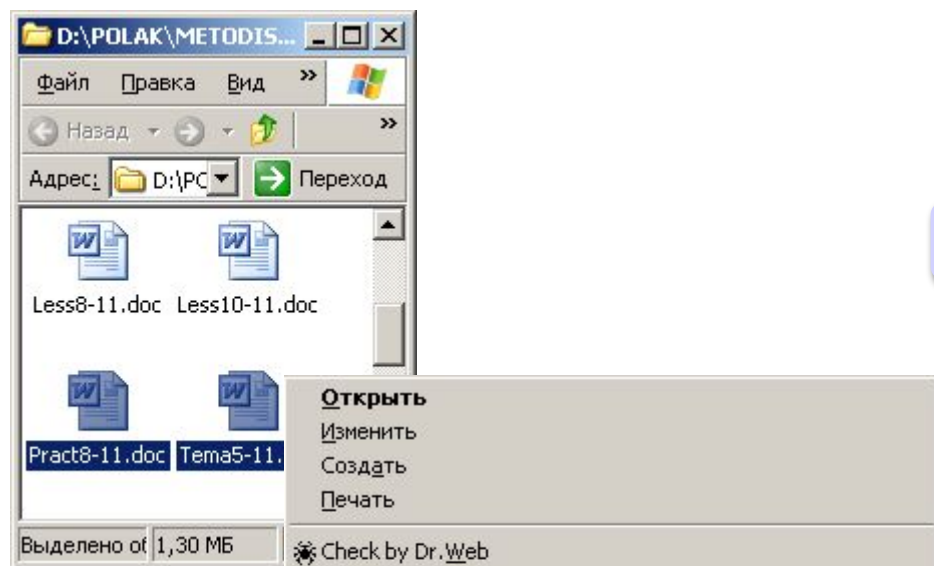 D:\POLAK\METODIS...
Файл Правка Вид »
Назад »
Адрес: D:\PC Переход
Less8-11.doc Less10-11.doc
Pract8-11.doc Tema5-11.
Открыть
Изменить
Создать
Печать
Выделено об 1,30 МБ
Check by Dr.Web